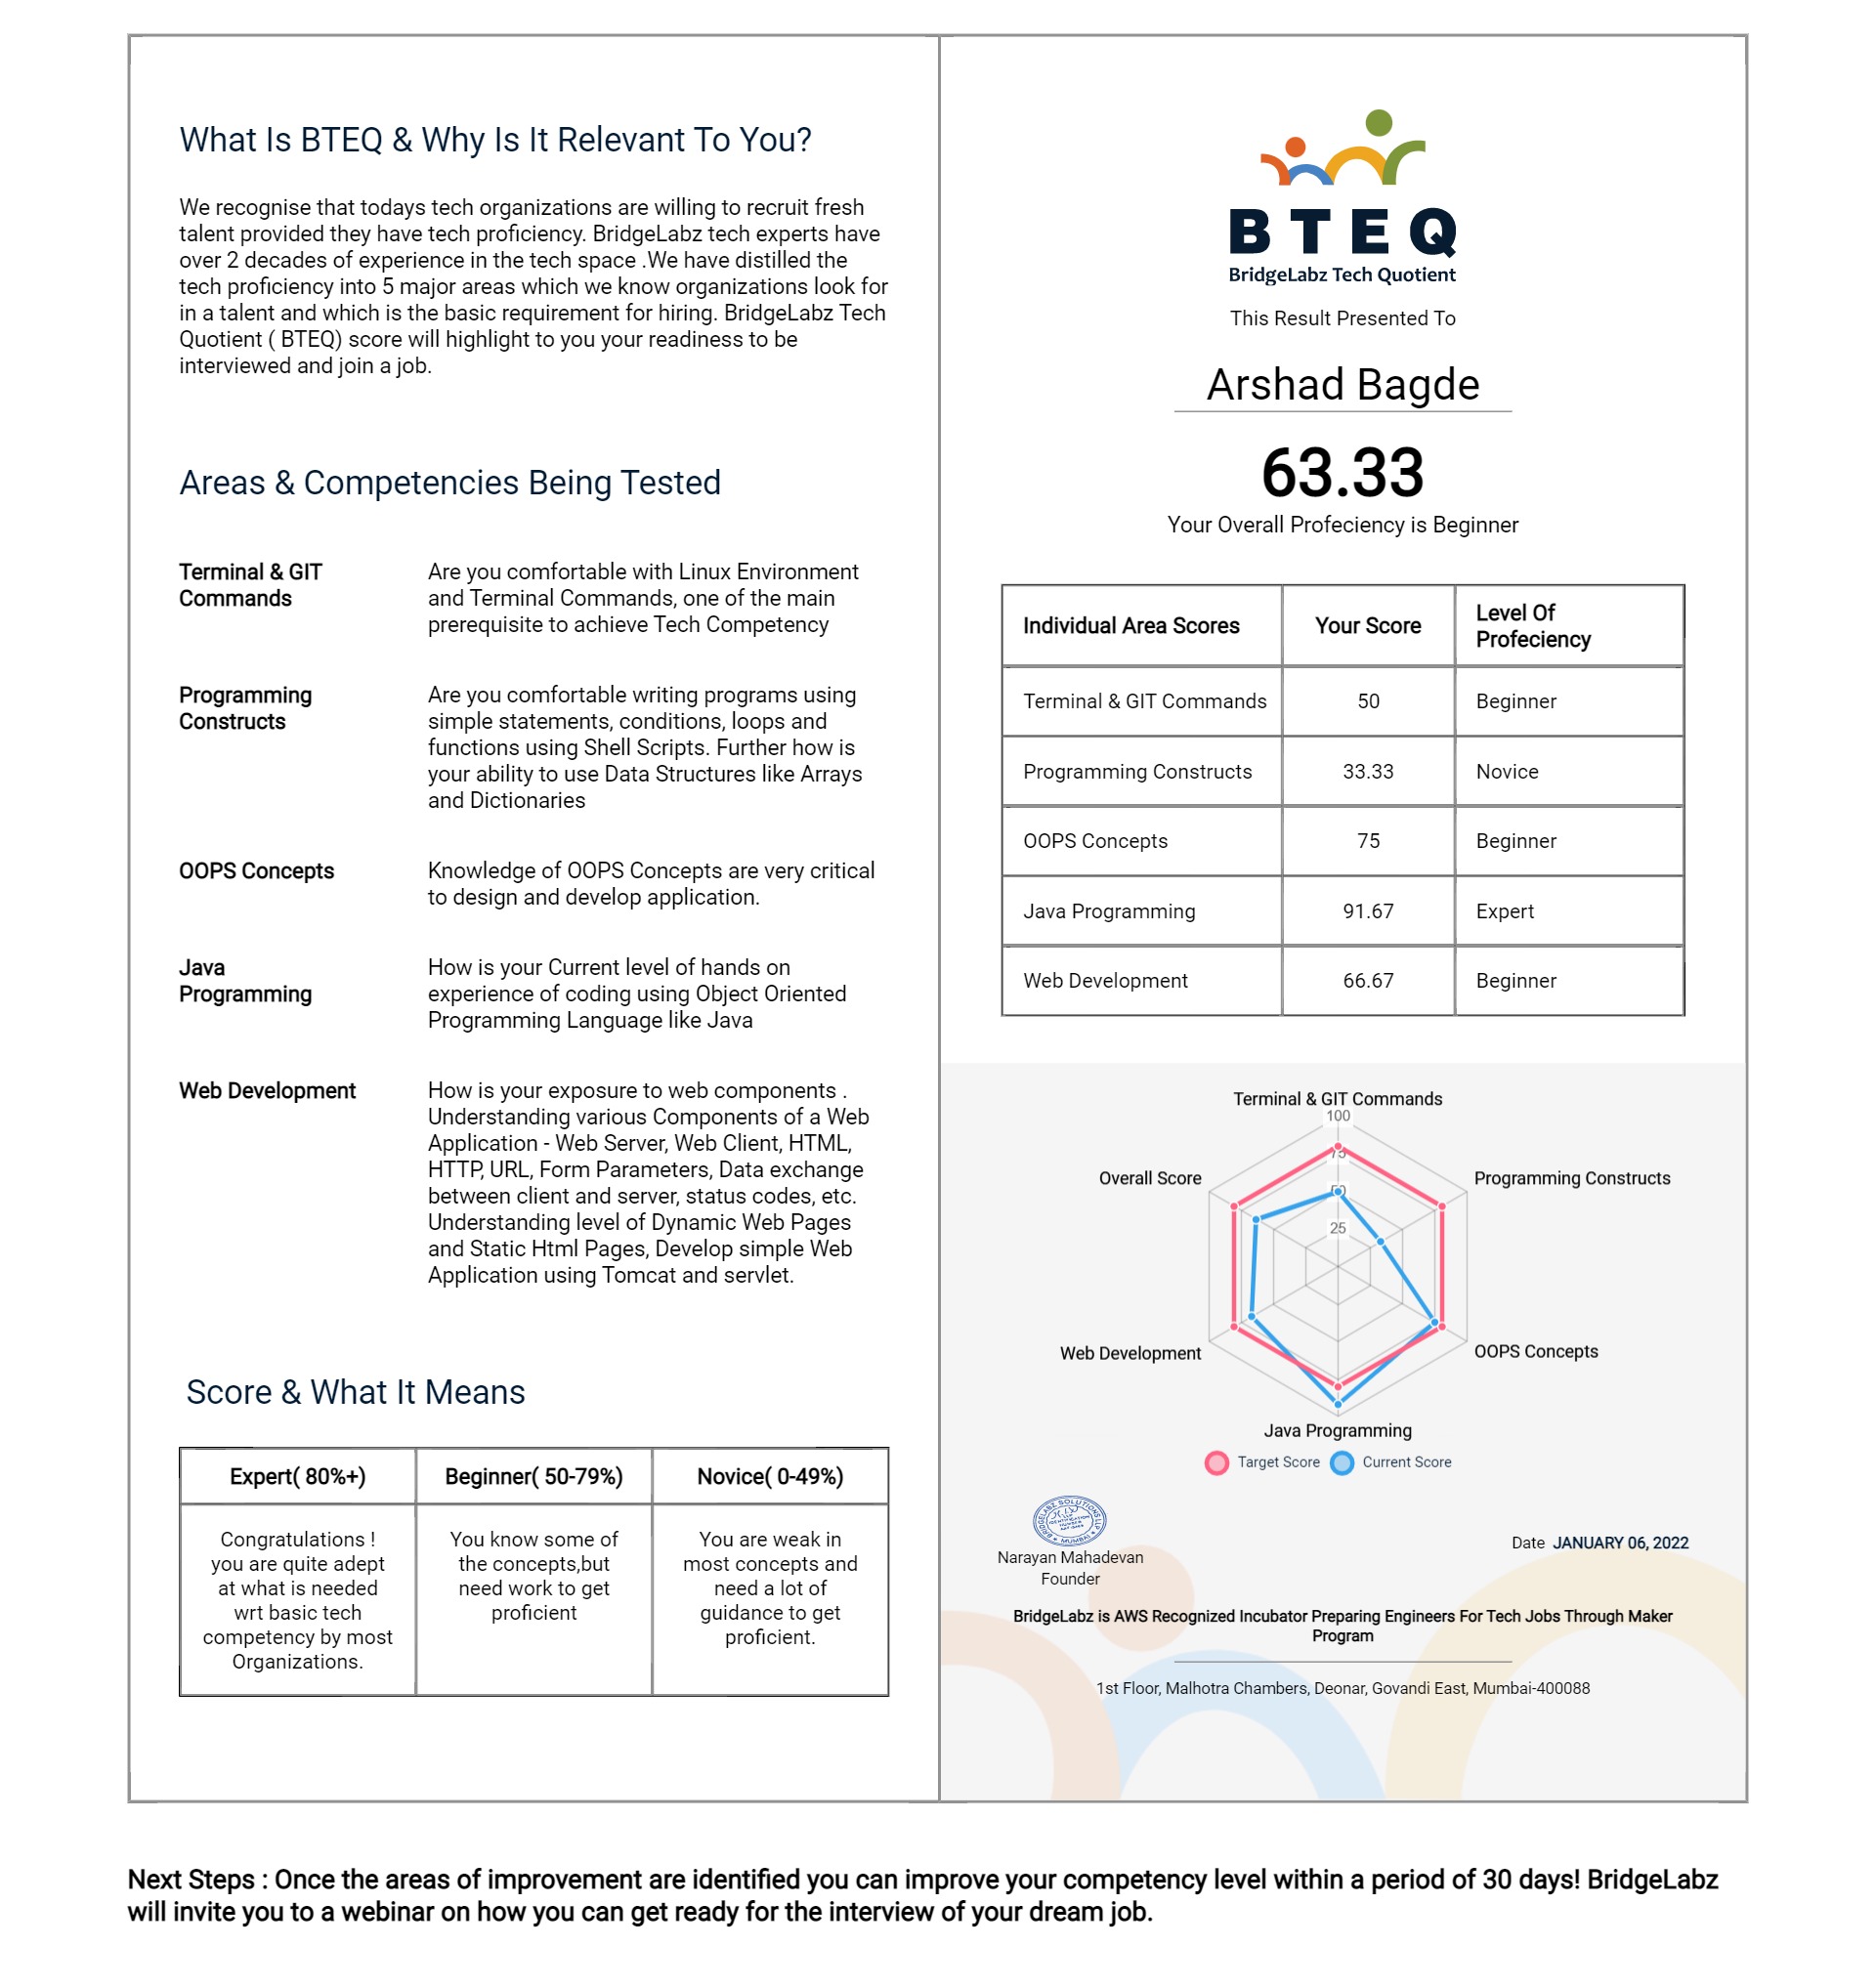 What Is BTEQ & Why Is It Relevant To You?
We recognise that todays tech organizations are willing to recruit fresh
talent provided they have tech proficiency. BridgeLabz tech experts have
over 2 decades of experience in the tech space .We have distilled the
tech proficiency into 5 major areas which we know organizations look for
in a talent and which is the basic requirement for hiring. BridgeLabz Tech
Quotient ( BTEQ) score will highlight to you your readiness to be
interviewed and join a job.
Areas & Competencies Being Tested
Terminal & GIT
Commands
Are you comfortable with Linux Environment
and Terminal Commands, one of the main
prerequisite to achieve Tech Competency
Programming
Constructs
Are you comfortable writing programs using
simple statements, conditions, loops and
functions using Shell Scripts. Further how is
your ability to use Data Structures like Arrays
and Dictionaries
OOPS Concepts
Knowledge of OOPS Concepts are very critical
to design and develop application.
Java
Programming
How is your Current level of hands on
experience of coding using Object Oriented
Programming Language like Java
Web Development
How is your exposure to web components .
Understanding various Components of a Web
Application - Web Server, Web Client, HTML,
HTTP, URL, Form Parameters, Data exchange
between client and server, status codes, etc.
Understanding level of Dynamic Web Pages
and Static Html Pages, Develop simple Web
Application using Tomcat and servlet.
Score & What It Means
Expert( 80%+)
Beginner( 50-79%)
Novice( 0-49%)
Congratulations !
you are quite adept
at what is needed
wrt basic tech
competency by most
Organizations.
You know some of
the concepts,but
need work to get
proficient
You are weak in
most concepts and
need a lot of
guidance to get
proficient.
BTEQ
BridgeLabz Tech Quotient
This Result Presented To
Arshad Bagde
63.33
Your Overall Profeciency is Beginner
Individual Area Scores
Your Score
Level Of
Profeciency
Terminal & GIT Commands 50 Beginner
Programming Constructs 33.33 Novice
OOPS Concepts 75 Beginner
Java Programming 91.67 Expert
Web Development 66.67 Beginner
Terminal & GIT Commands
100
75
50
25
Overall Score
Programming Constructs
Web Development
OOPS Concepts
Java Programming
Target Score Current Score
BRIDGELABZ SOLUTIONS LLP
MUMBAI
Narayan Mahadevan
Founder
Date JANUARY 06, 2022
BridgeLabz is AWS Recognized Incubator Preparing Engineers For Tech Jobs Through Maker
Program
1st Floor, Malhotra Chambers, Deonar, Govandi East, Mumbai-400088
Next Steps : Once the areas of improvement are identified you can improve your competency level within a period of 30 days! BridgeLabz
will invite you to a webinar on how you can get ready for the interview of your dream job.